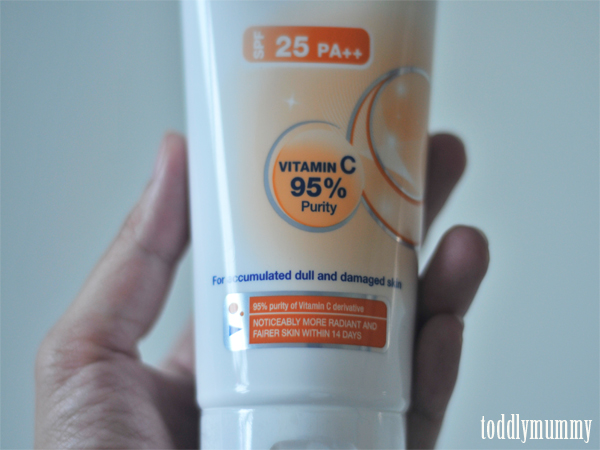 SPF 25 PA++
VITAMIN C
95%
Purity
For accumulated dull and damaged skin
95% purity of Vitamin C derivative
NOTICEABLY MORE RADIANT AND
FAIRER SKIN WITHIN 14 DAYS
toddlymummy